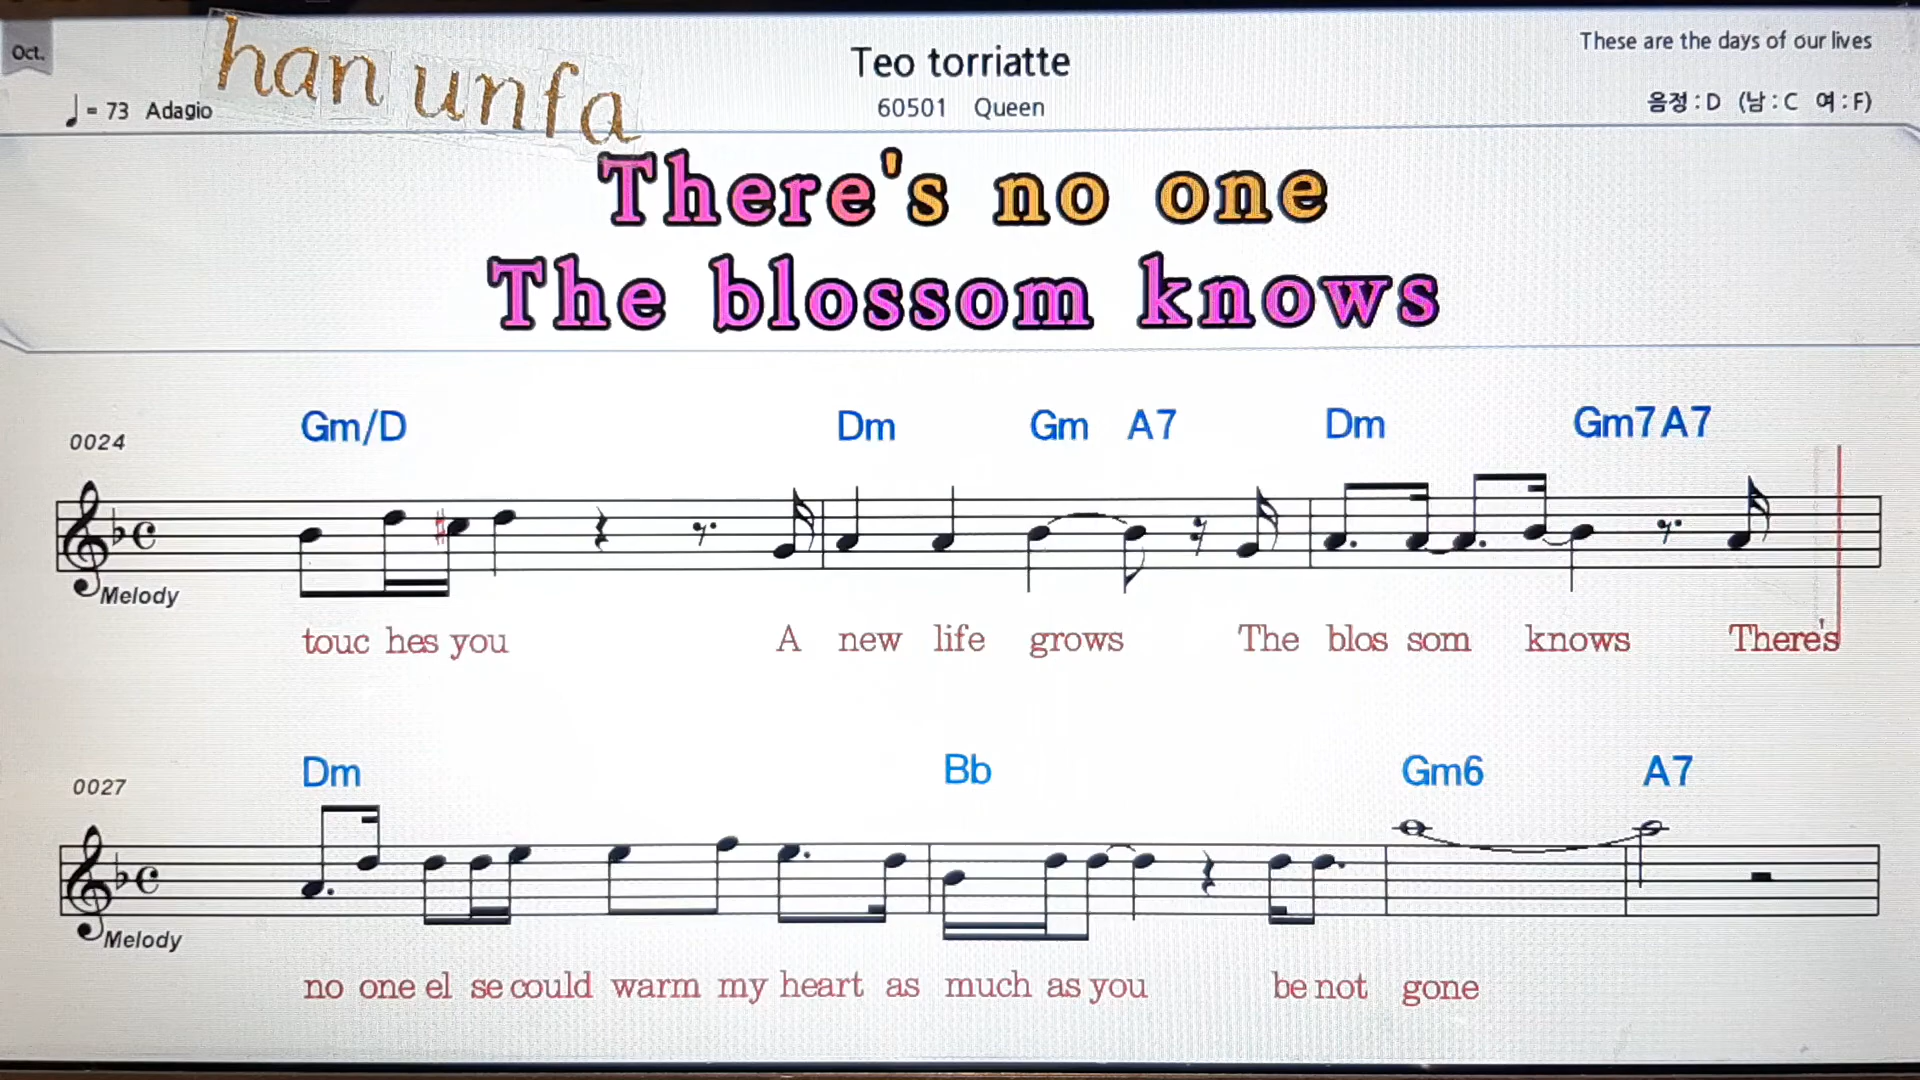 Oct.
han unfa
Teo torriatte
These are the days of our lives
= 73 Adagio
60501 Queen
음정 : D (남 : C 여 : F)
There's no one
The blossom knows
Gm/D Dm Gm A7 Dm Gm7 A7
0024
Melody
touc hes you A new life grows The blos som knows There's
Dm Bb Gm6 A7
0027
Melody
no one el se could warm my heart as much as you be not gone